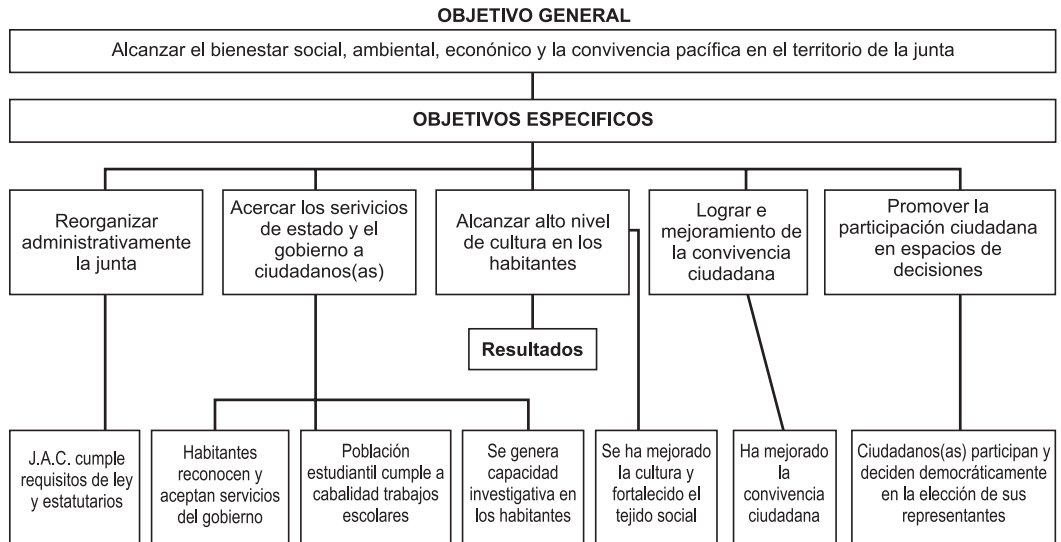 OBJETIVO GENERAL
Alcanzar el bienestar social, ambiental, económico y la convivencia pacífica en el territorio de la junta
OBJETIVOS ESPECIFICOS
Reorganizar
administrativamente
la junta
Acercar los serivicios
de estado y el
gobierno a
ciudadanos(as)
Alcanzar alto nivel
de cultura en los
habitantes
Lograr e
mejoramiento de
la convivencia
ciudadana
Promover la
participación ciudadana
en espacios de
decisiones
Resultados
J.A.C. cumple
requisitos de ley
y estatutarios
Habitantes
reconocen y
aceptan servicios
del gobierno
Población
estudiantil cumple a
cabalidad trabajos
escolares
Se genera
capacidad
investigativa en
los habitantes
Se ha mejorado
la cultura y
fortalecido el
tejido social
Ha mejorado
la
convivencia
ciudadana
Ciudadanos(as) participan y
deciden democráticamente
en la elección de sus
representantes